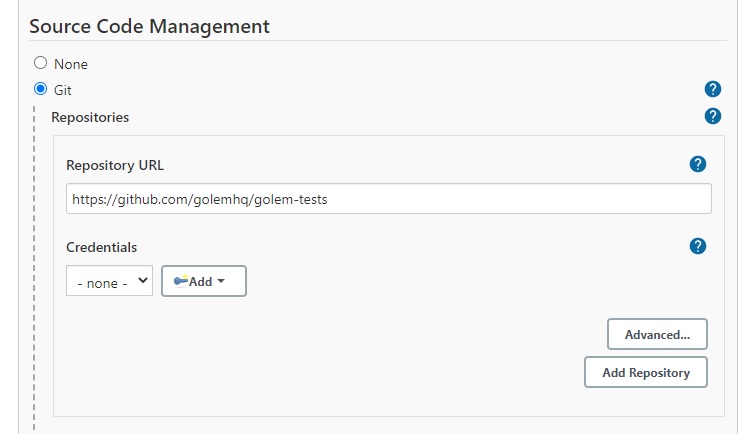 Source Code Management
None
Git
?
Repositories
?
Repository URL
?
https://github.com/golemhq/golem-tests
Credentials
?
- none -
Add
Advanced...
Add Repository